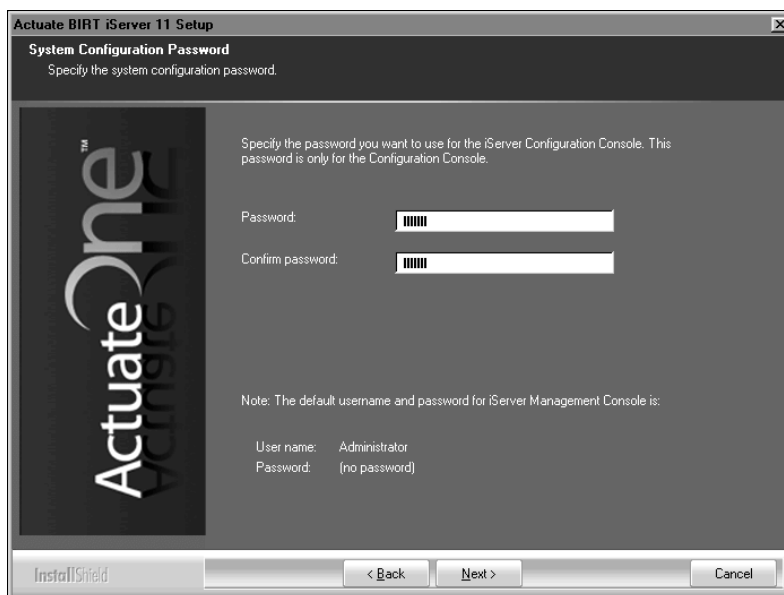 Actuate BIRT iServer 11 Setup
System Configuration Password
Specify the system configuration password.
ActuateOne™
Specify the password you want to use for the iServer Configuration Console. This
password is only for the Configuration Console.
Password:
Confirm password:
Note: The default username and password for iServer Management Console is:
User name: Administrator
Password: (no password)
InstallShield
< Back
Next >
Cancel